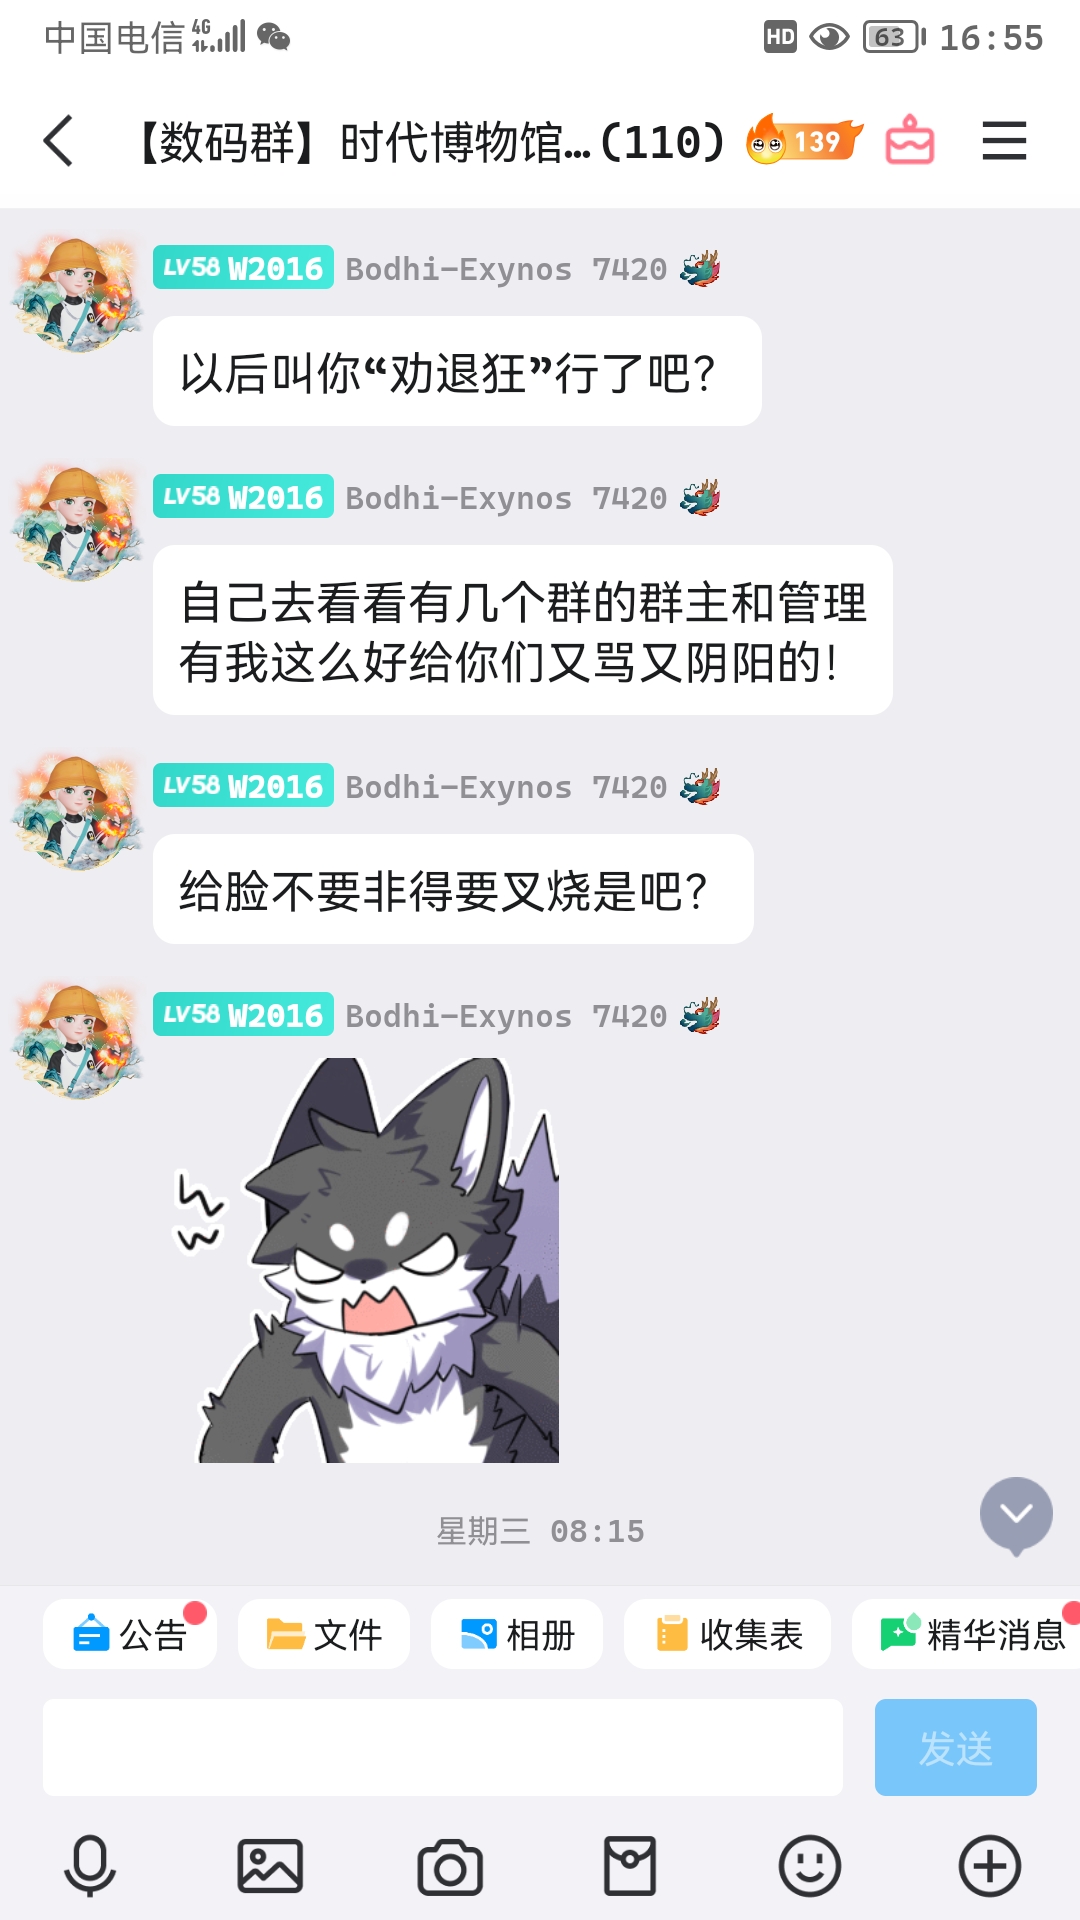 中国电信 4G HD 63 16:55
【数码群】时代博物馆…(110) 139
LV58 W2016 Bodhi-Exynos 7420
以后叫你“劝退狂”行了吧？
LV58 W2016 Bodhi-Exynos 7420
自己去看看有几个群的群主和管理
有我这么好给你们又骂又阴阳的！
LV58 W2016 Bodhi-Exynos 7420
给脸不要非得要叉烧是吧？
LV58 W2016 Bodhi-Exynos 7420
星期三 08:15
公告 文件 相册 收集表 精华消息
发送